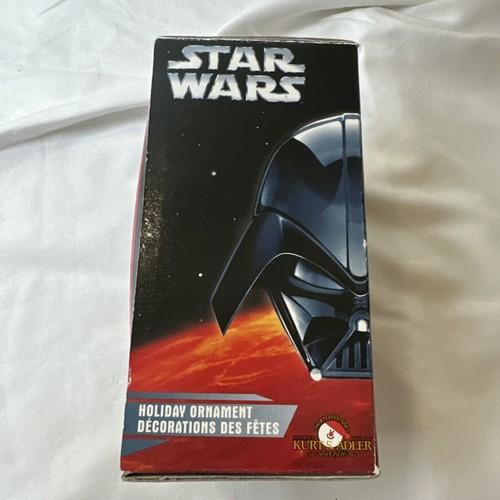 STAR
WARS
HOLIDAY ORNAMENT
DÉCORATIONS DES FÊTES
KURT S. ADLER